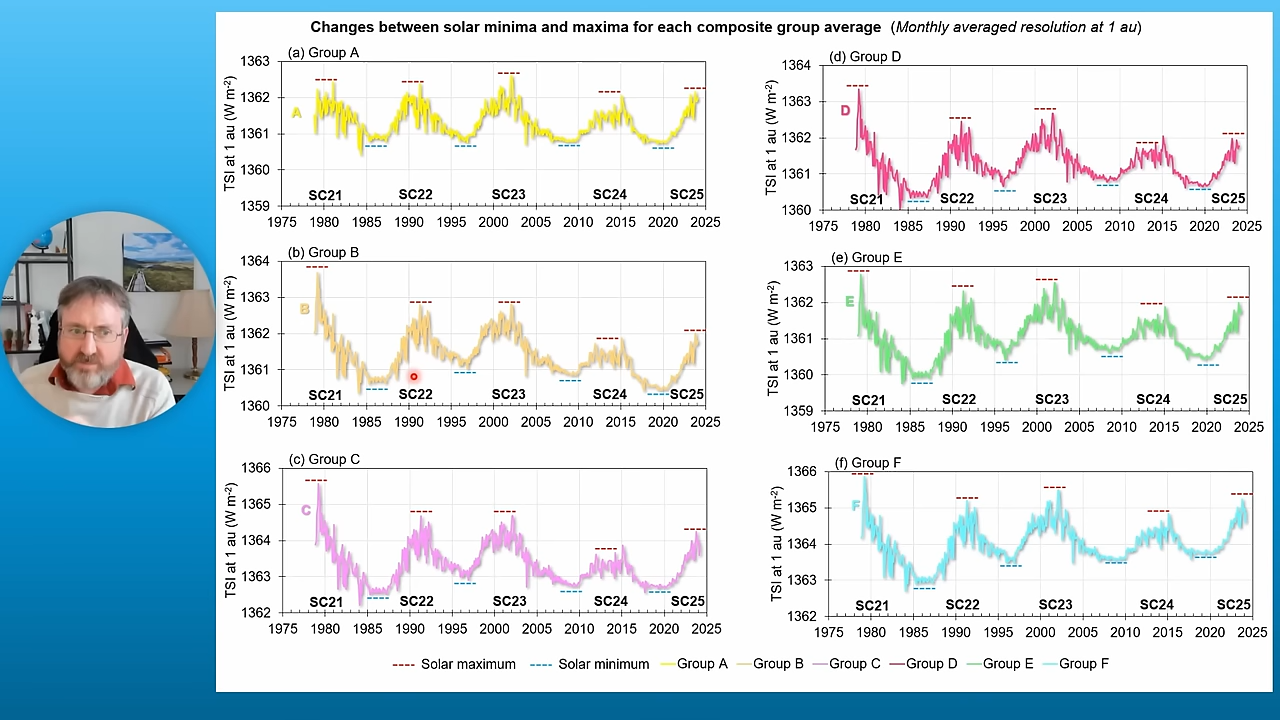 Changes between solar minima and maxima for each composite group average (Monthly averaged resolution at 1 au)
(a) Group A
TSI at 1 au (W m-2)
1363
1362
1361
1360
1359
A
SC21 SC22 SC23 SC24 SC25
1975 1980 1985 1990 1995 2000 2005 2010 2015 2020 2025
(b) Group B
TSI at 1 au (W m-2)
1364
1363
1362
1361
1360
B
SC21 SC22 SC23 SC24 SC25
1975 1980 1985 1990 1995 2000 2005 2010 2015 2020 2025
(c) Group C
TSI at 1 au (W m-2)
1366
1365
1364
1363
1362
C
SC21 SC22 SC23 SC24 SC25
1975 1980 1985 1990 1995 2000 2005 2010 2015 2020 2025
(d) Group D
TSI at 1 au (W m-2)
1364
1363
1362
1361
1360
D
SC21 SC22 SC23 SC24 SC25
1975 1980 1985 1990 1995 2000 2005 2010 2015 2020 2025
(e) Group E
TSI at 1 au (W m-2)
1363
1362
1361
1360
1359
E
SC21 SC22 SC23 SC24 SC25
1975 1980 1985 1990 1995 2000 2005 2010 2015 2020 2025
(f) Group F
TSI at 1 au (W m-2)
1366
1365
1364
1363
1362
F
SC21 SC22 SC23 SC24 SC25
1975 1980 1985 1990 1995 2000 2005 2010 2015 2020 2025
Solar maximum Solar minimum Group A Group B Group C Group D Group E Group F